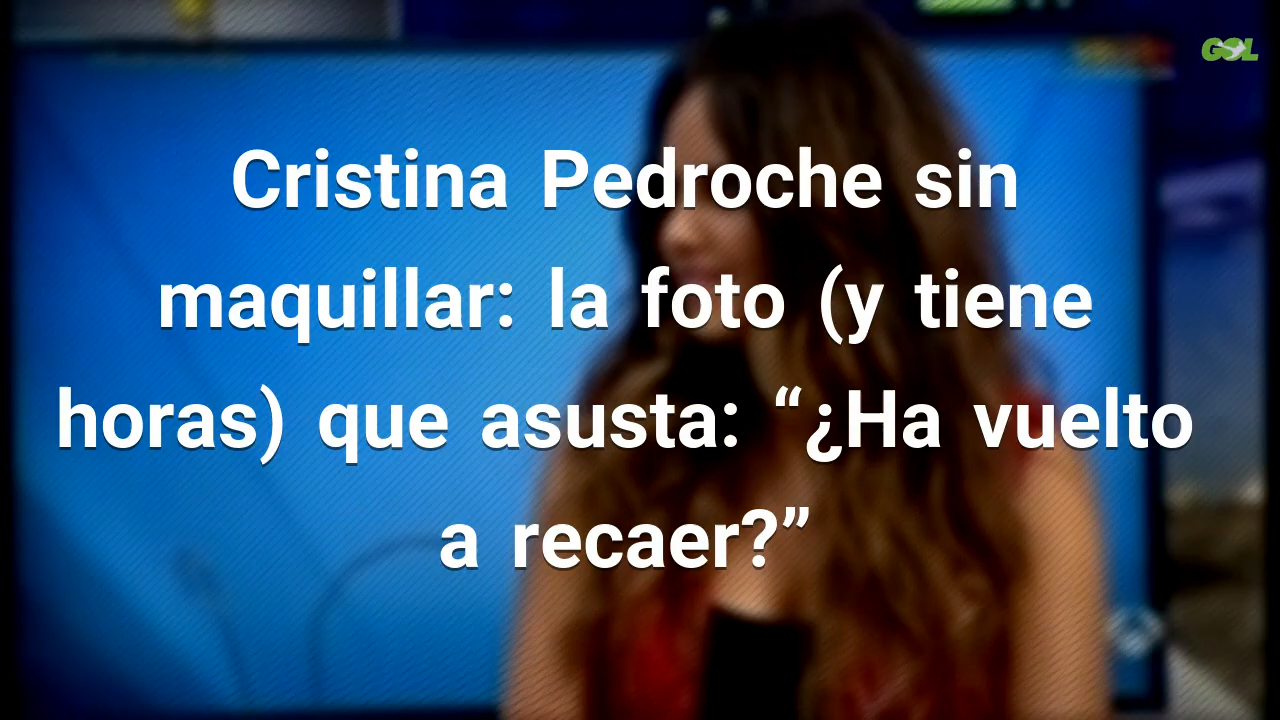 GOL
Cristina Pedroche sin
maquillar: la foto (y tiene
horas) que asusta: “¿Ha vuelto
a recaer?”